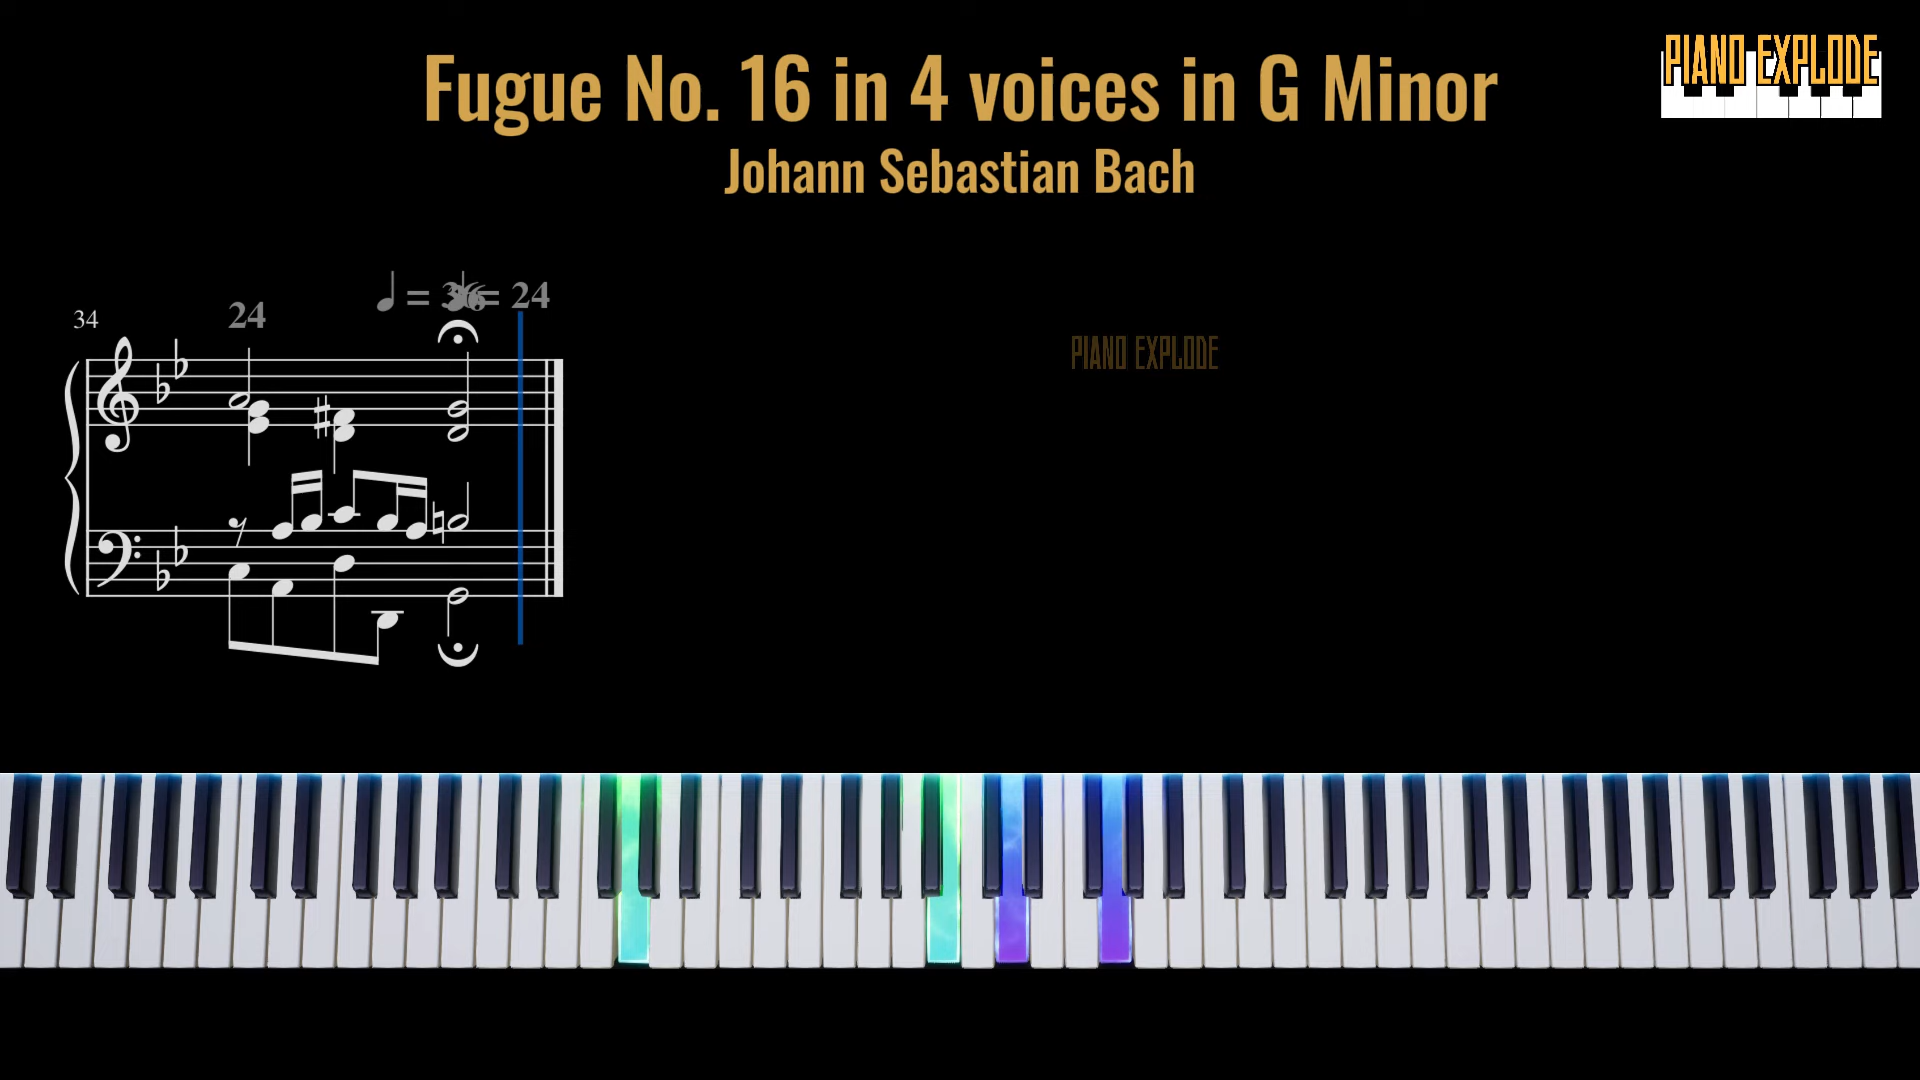 Fugue No. 16 in 4 voices in G Minor
PIANO EXPLODE
Johann Sebastian Bach
= 24
24
34
PIANO EXPLODE